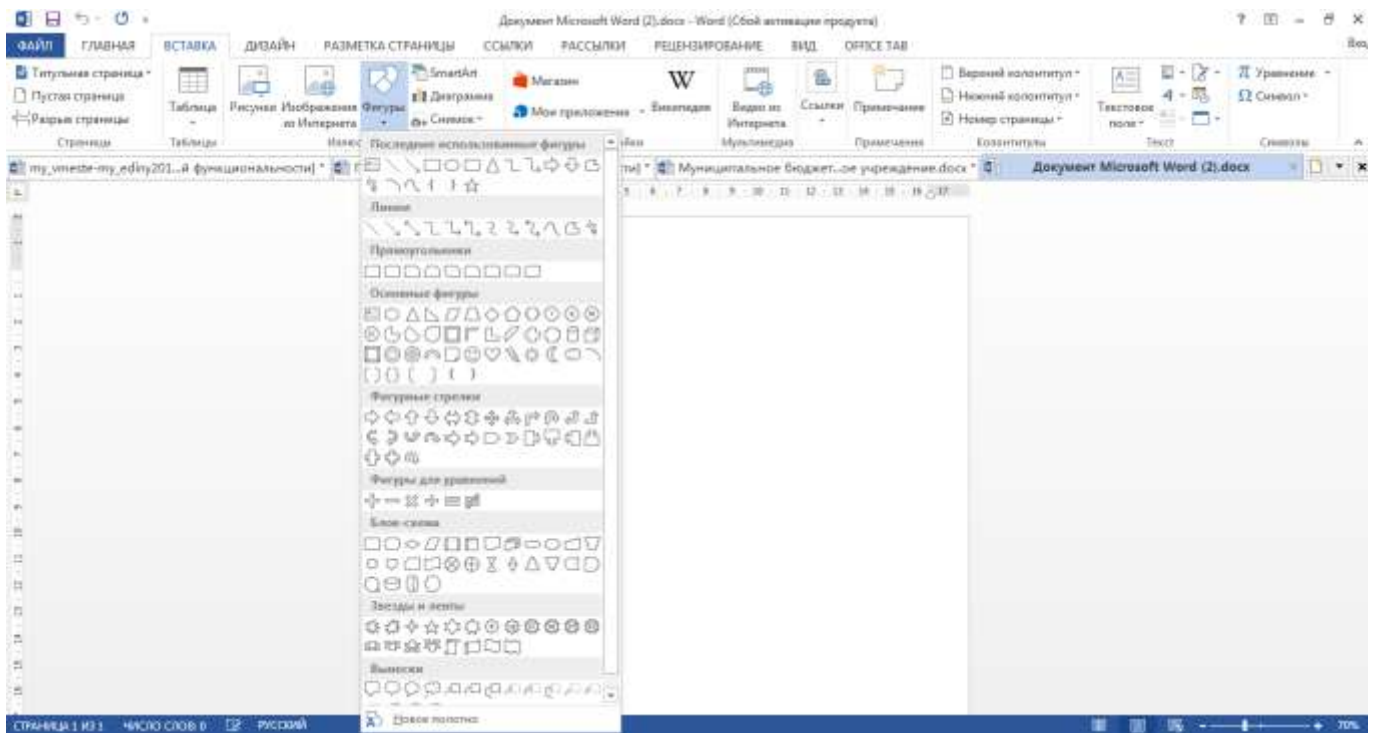 Документ Microsoft Word (2).docx - Word (Сбой активации продукта)
ФАЙЛ ГЛАВНАЯ ВСТАВКА ДИЗАЙН РАЗМЕТКА СТРАНИЦЫ ССЫЛКИ РАССЫЛКИ РЕЦЕНЗИРОВАНИЕ ВИД OFFICE TAB
Титульная страница
Пустая страница
Разрыв страницы
Страницы
Таблица
Таблицы
Рисунки
Изображения из Интернета
Фигуры
SmartArt
Диаграмма
Снимок
Магазин
Мои приложения
Википедия
Видео из Интернета
Мультимедиа
Ссылки
Примечание
Примечания
Верхний колонтитул
Нижний колонтитул
Номер страницы
Колонтитулы
Текстовое поле
Текст
Уравнение
Символ
Символы
my_vmeste-my_ediny201...й функциональности] *
Муниципальное бюджет...ое учреждение.docx *
Документ Microsoft Word (2).docx
Последние использованные фигуры
Линии
Прямоугольники
Основные фигуры
Фигурные стрелки
Фигуры для уравнений
Блок-схема
Звезды и ленты
Выноски
Новое полотно
СТРАНИЦА 1 ИЗ 1 ЧИСЛО СЛОВ: 0 РУССКИЙ
70%